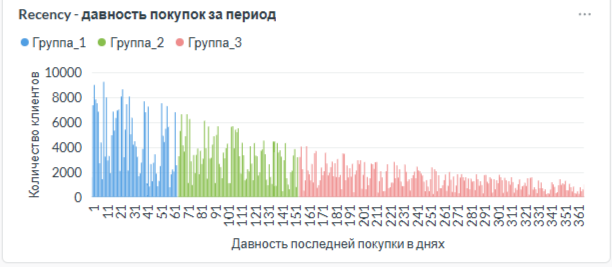 Recency - давность покупок за период
Группа_1 Группа_2 Группа_3
Количество клиентов
10000
8000
6000
4000
2000
0
1 11 21 31 41 51 61 71 81 91 101 111 121 131 141 151 161 171 181 191 201 211 221 231 241 251 261 271 281 291 301 311 321 331 341 351 361
Давность последней покупки в днях